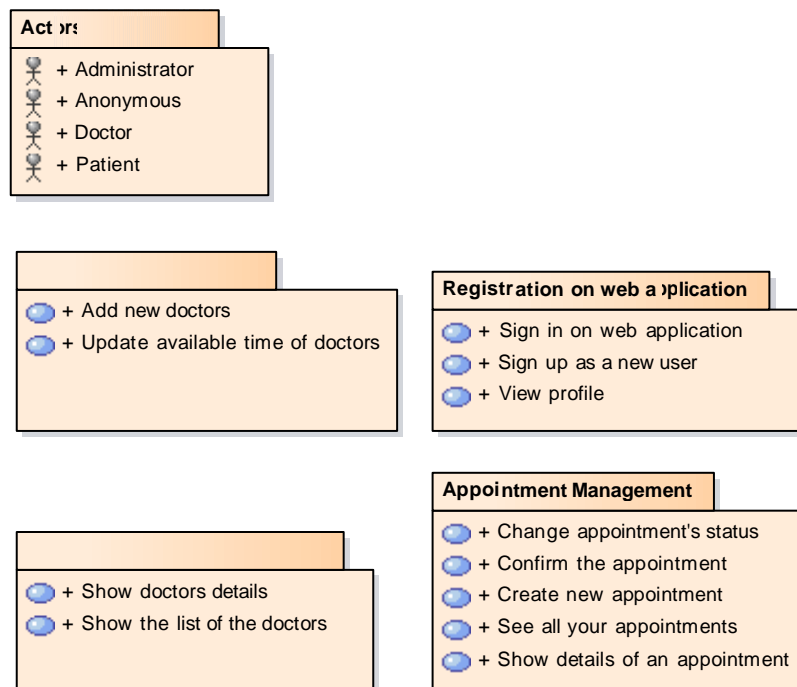 Actors
+ Administrator
+ Anonymous
+ Doctor
+ Patient
+ Add new doctors
+ Update available time of doctors
Registration on web application
+ Sign in on web application
+ Sign up as a new user
+ View profile
+ Show doctors details
+ Show the list of the doctors
Appointment Management
+ Change appointment's status
+ Confirm the appointment
+ Create new appointment
+ See all your appointments
+ Show details of an appointment